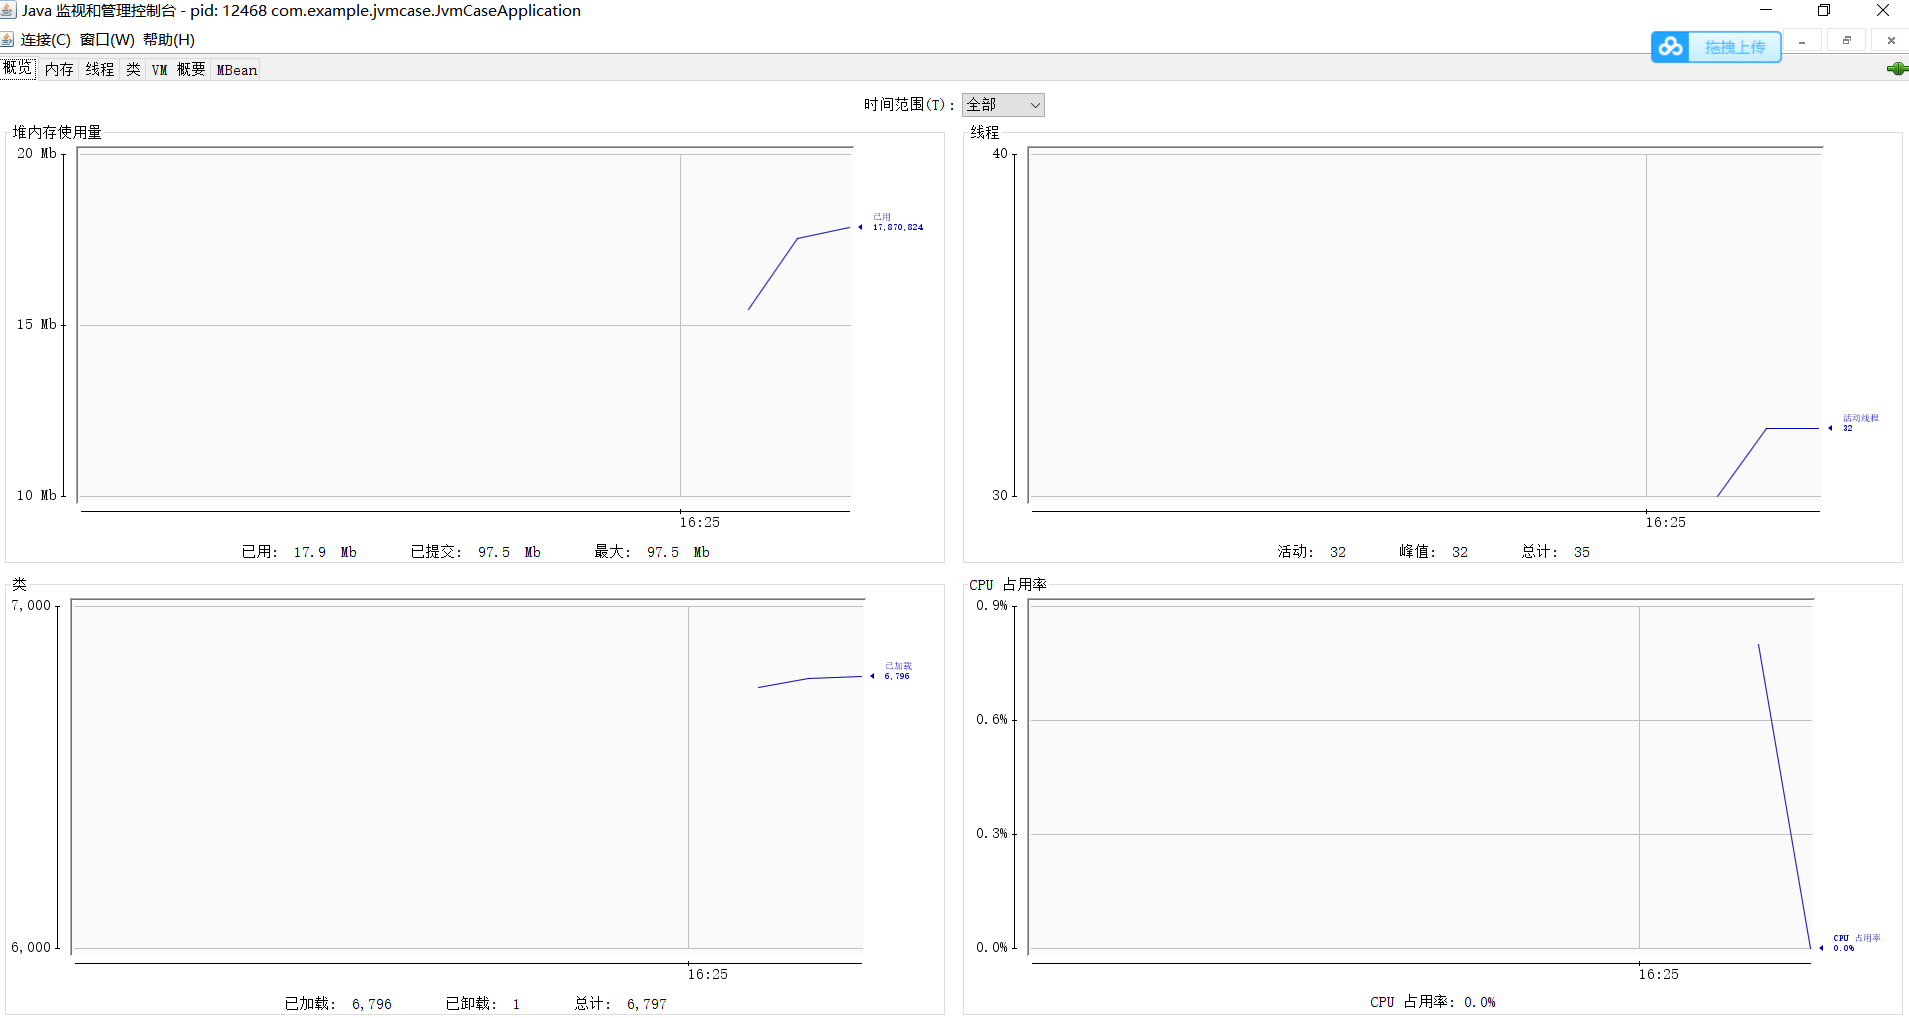 Java 监视和管理控制台 - pid: 12468 com.example.jvmcase.JvmCaseApplication
连接(C) 窗口(W) 帮助(H)
拖拽上传
概览 内存 线程 类 VM 概要 MBean
时间范围(T): 全部
堆内存使用量
20 Mb
15 Mb
10 Mb
已用
17,870,824
16:25
已用: 17.9 Mb 已提交: 97.5 Mb 最大: 97.5 Mb
线程
40
30
活动线程
32
16:25
活动: 32 峰值: 32 总计: 35
类
7,000
6,000
已加载
6,796
16:25
已加载: 6,796 已卸载: 1 总计: 6,797
CPU 占用率
0.9%
0.6%
0.3%
0.0%
CPU 占用率
0.0%
16:25
CPU 占用率: 0.0%